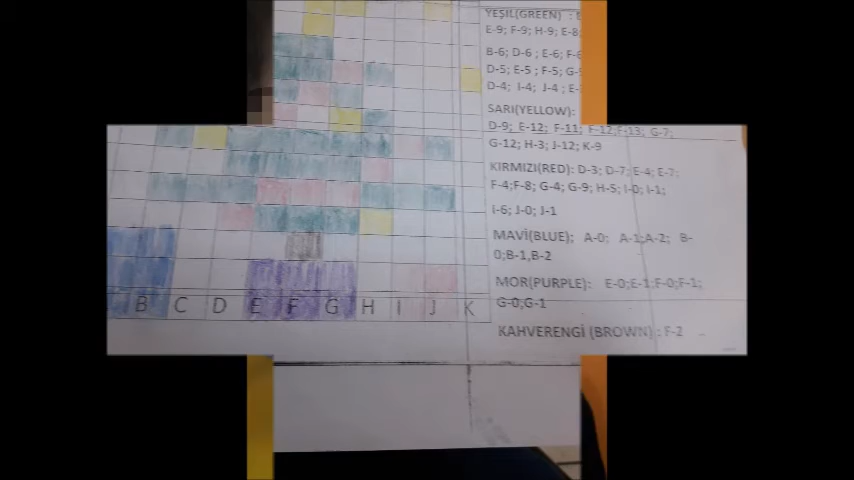 YEŞİL(GREEN) :
E-9; F-9; H-9; E-8;
B-6; D-6 ; E-6; F-6
D-5; E-5 ; F-5; G-
D-4; I-4; J-4 ; E-
SARI(YELLOW):
D-9; E-12; F-11; F-12;F-13; G-7;
G-12; H-3; J-12; K-9
KIRMIZI(RED): D-3; D-7; E-4; E-7;
F-4;F-8; G-4; G-9; H-5; I-0; I-1;
I-6; J-0; J-1
MAVİ(BLUE); A-0; A-1;A-2; B-
0;B-1,B-2
MOR(PURPLE): E-0;E-1;F-0;F-1;
G-0;G-1
KAHVERENGİ (BROWN) : F-2
B C D E F G H I J K